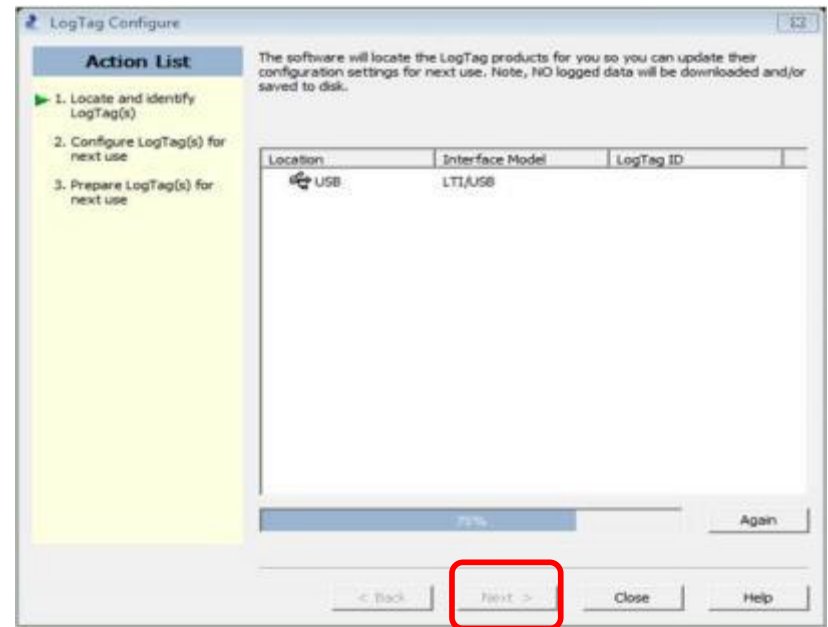 LogTag Configure
Action List
1. Locate and identify
LogTag(s)
2. Configure LogTag(s) for
next use
3. Prepare LogTag(s) for
next use
The software will locate the LogTag products for you so you can update their
configuration settings for next use. Note, NO logged data will be downloaded and/or
saved to disk.
Location Interface Model LogTag ID
USB LTI/USB
Again
< Back Next > Close Help